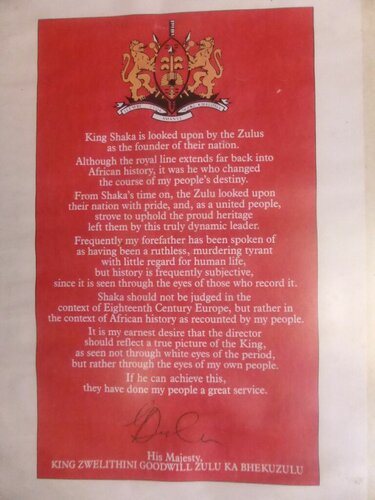 King Shaka is looked upon by the Zulus
as the founder of their nation.
Although the royal line extends far back into
African history, it was he who changed
the course of my people's destiny.
From Shaka's time on, the Zulu looked upon
their nation with pride, and, as a united people,
strove to uphold the proud heritage
left them by this truly dynamic leader.
Frequently my forefather has been spoken of
as having been a ruthless, murdering tyrant
with little regard for human life,
but history is frequently subjective,
since it is seen through the eyes of those who record it.
Shaka should not be judged in the
context of Eighteenth Century Europe, but rather in
the context of African history as recounted by my people.
It is my earnest desire that the director
should reflect a true picture of the King,
as seen not through white eyes of the period,
but rather through the eyes of my own people.
If he can achieve this,
they have done my people a great service.
His Majesty,
KING ZWELITHINI GOODWILL ZULU KA BHEKUZULU